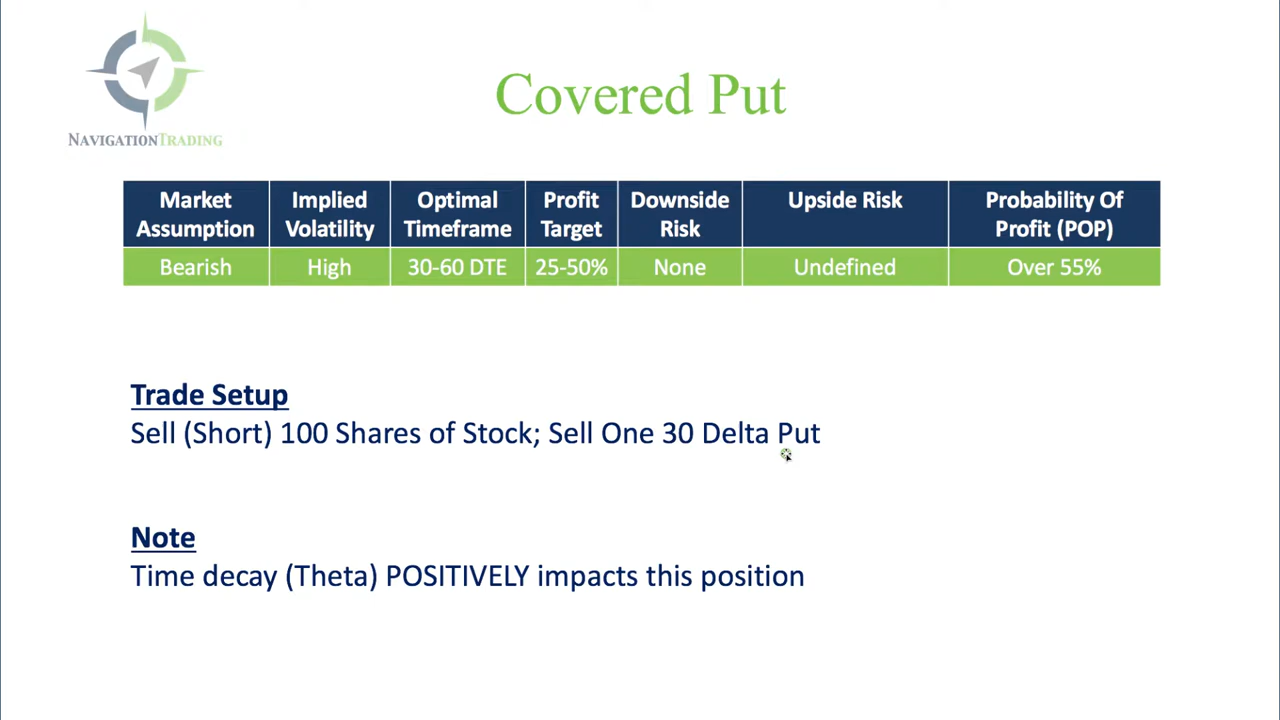 NAVIGATIONTRADING
Covered Put
Market Assumption | Implied Volatility | Optimal Timeframe | Profit Target | Downside Risk | Upside Risk | Probability Of Profit (POP)
Bearish | High | 30-60 DTE | 25-50% | None | Undefined | Over 55%
Trade Setup
Sell (Short) 100 Shares of Stock; Sell One 30 Delta Put
Note
Time decay (Theta) POSITIVELY impacts this position